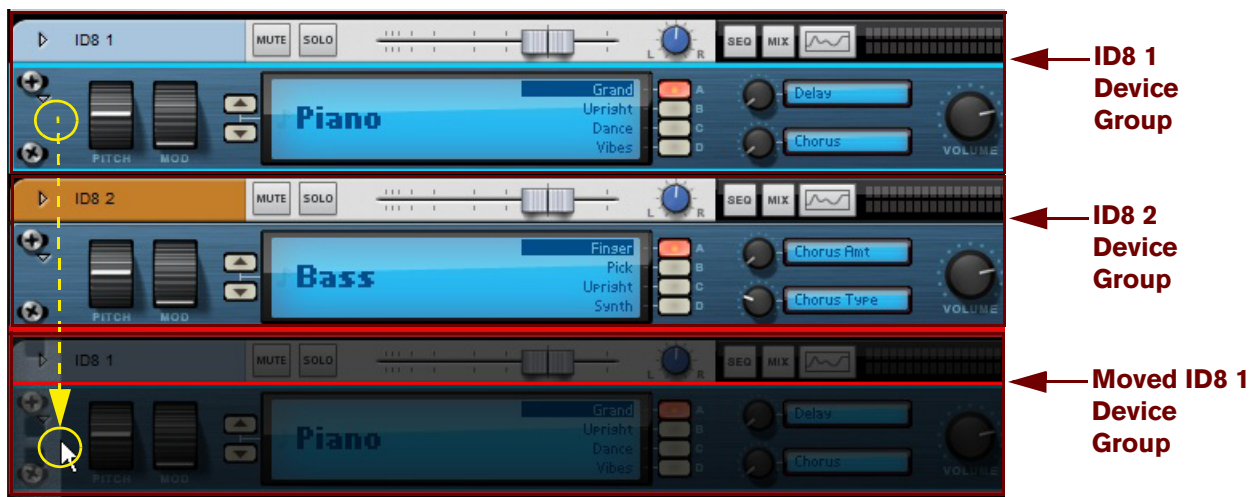 ID8 1 MUTE SOLO L R SEQ MIX
Piano Grand A Delay
Upright B
Dance C Chorus
Vibes D
PITCH MOD VOLUME
ID8 1
Device
Group
ID8 2 MUTE SOLO L R SEQ MIX
Bass Finger A Chorus Amt
Pick B
Upright C Chorus Type
Synth D
PITCH MOD VOLUME
ID8 2
Device
Group
ID8 1 MUTE SOLO L R SEQ MIX
Piano Grand A Delay
Upright B
Dance C Chorus
Vibes D
PITCH MOD VOLUME
Moved ID8 1
Device
Group